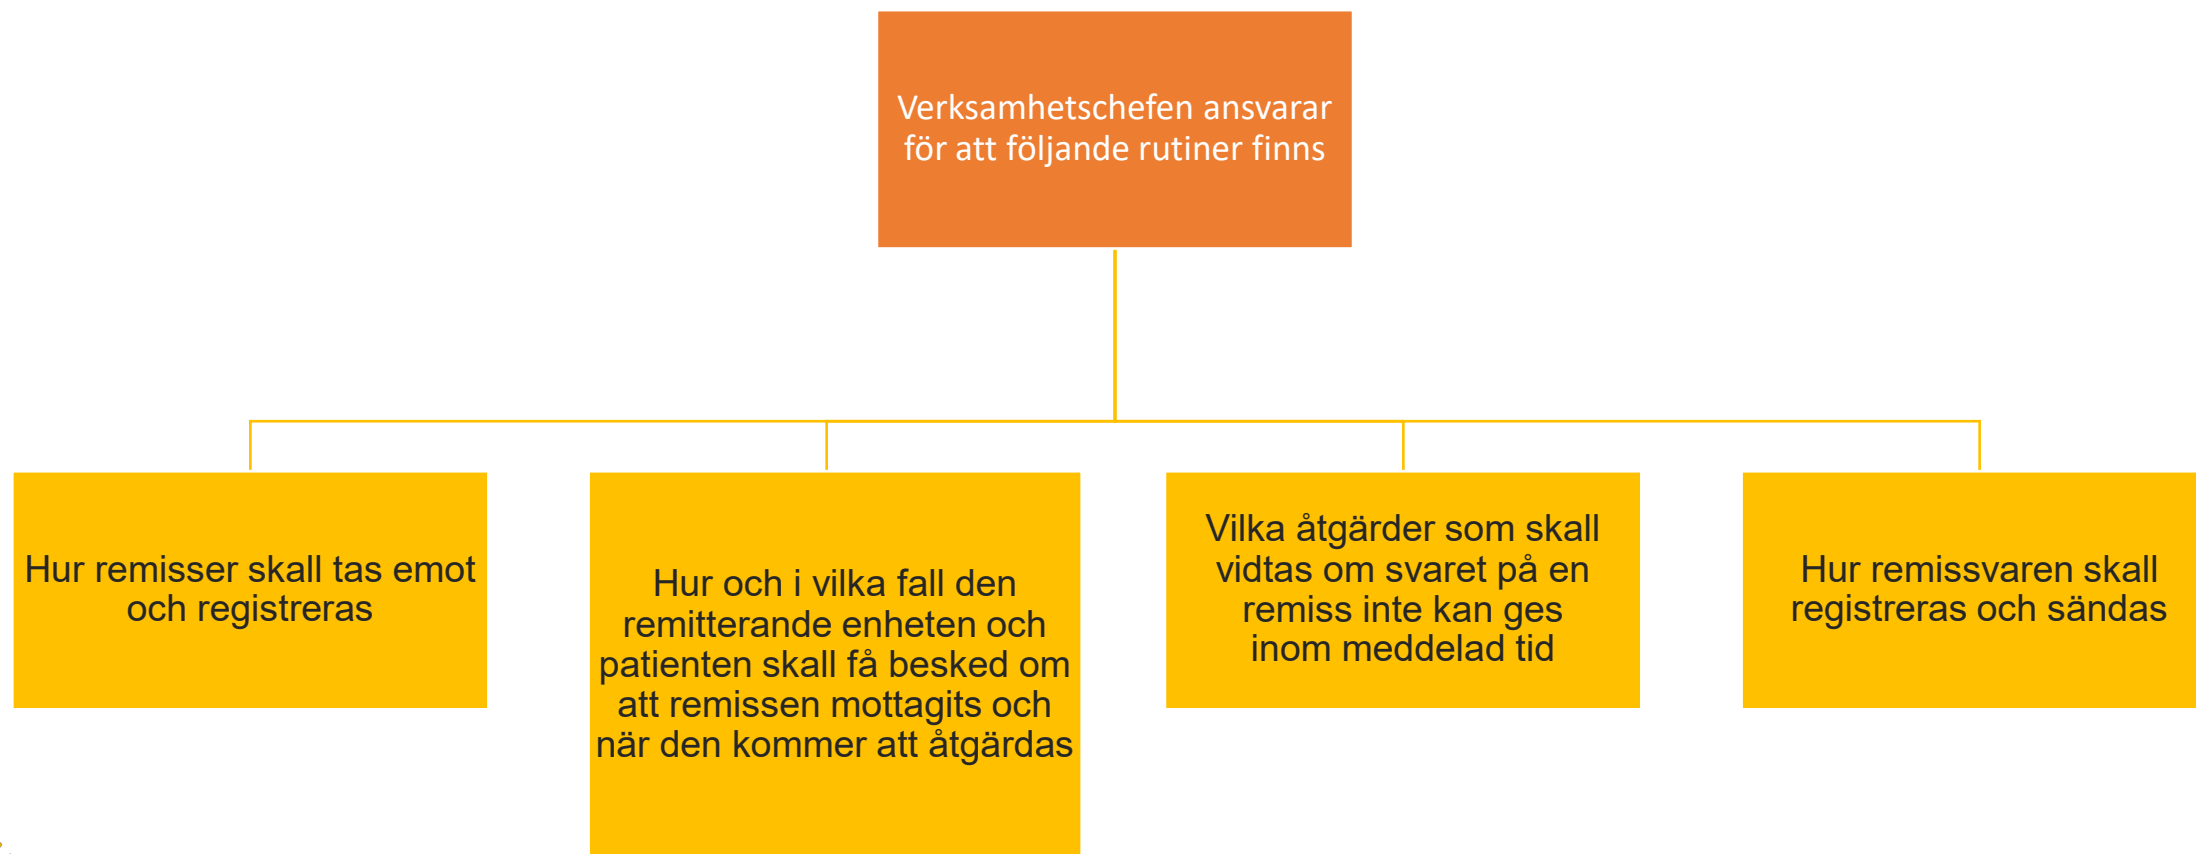 Verksamhetschefen ansvarar
för att följande rutiner finns
Hur remisser skall tas emot
och registreras
Hur och i vilka fall den
remitterande enheten och
patienten skall få besked om
att remissen mottagits och
när den kommer att åtgärdas
Vilka åtgärder som skall
vidtas om svaret på en
remiss inte kan ges
inom meddelad tid
Hur remissvaren skall
registreras och sändas